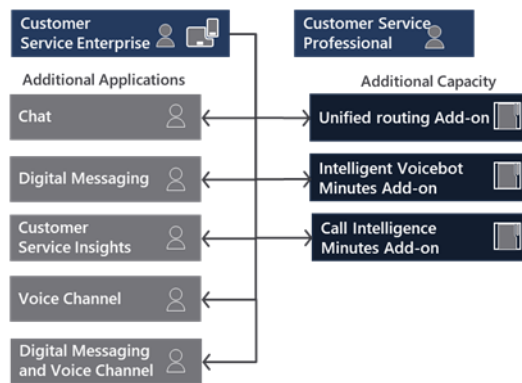 Customer
Service Enterprise
Customer Service
Professional
Additional Applications
Chat
Digital Messaging
Customer
Service Insights
Voice Channel
Digital Messaging
and Voice Channel
Additional Capacity
Unified routing Add-on
Intelligent Voicebot
Minutes Add-on
Call Intelligence
Minutes Add-on